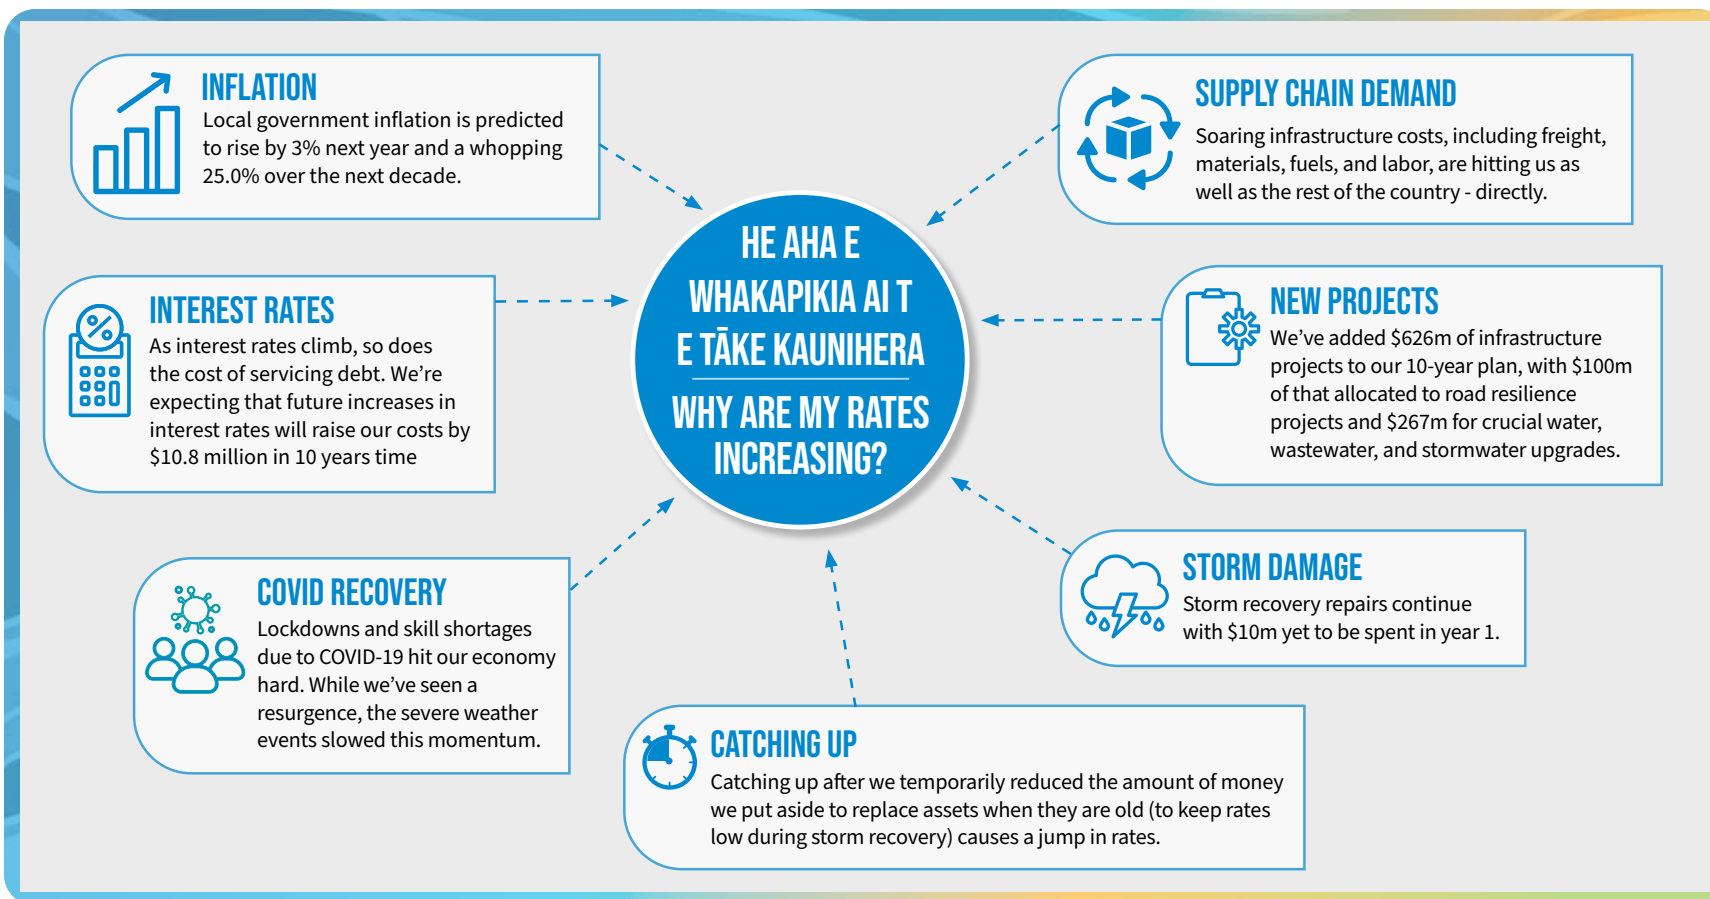 INFLATION
Local government inflation is predicted
to rise by 3% next year and a whopping
25.0% over the next decade.
SUPPLY CHAIN DEMAND
Soaring infrastructure costs, including freight,
materials, fuels, and labor, are hitting us as
well as the rest of the country - directly.
HE AHA E
WHAKAPIKIA AI T
E TĀKE KAUNIHERA
WHY ARE MY RATES
INCREASING?
INTEREST RATES
As interest rates climb, so does
the cost of servicing debt. We’re
expecting that future increases in
interest rates will raise our costs by
$10.8 million in 10 years time
NEW PROJECTS
We’ve added $626m of infrastructure
projects to our 10-year plan, with $100m
of that allocated to road resilience
projects and $267m for crucial water,
wastewater, and stormwater upgrades.
COVID RECOVERY
Lockdowns and skill shortages
due to COVID-19 hit our economy
hard. While we’ve seen a
resurgence, the severe weather
events slowed this momentum.
STORM DAMAGE
Storm recovery repairs continue
with $10m yet to be spent in year 1.
CATCHING UP
Catching up after we temporarily reduced the amount of money
we put aside to replace assets when they are old (to keep rates
low during storm recovery) causes a jump in rates.